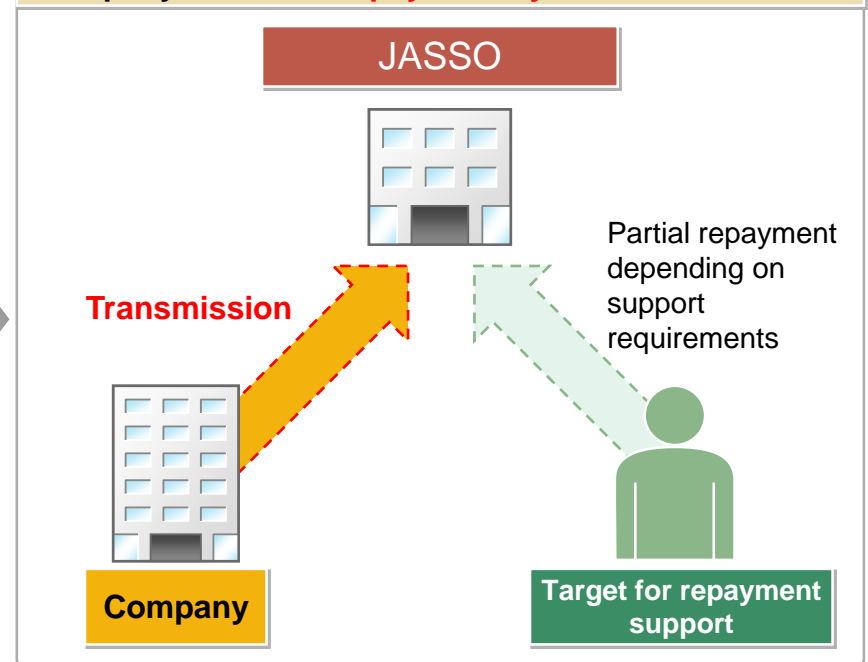 JASSO
Partial repayment
depending on
support
requirements
Transmission
Company
Target for repayment
support